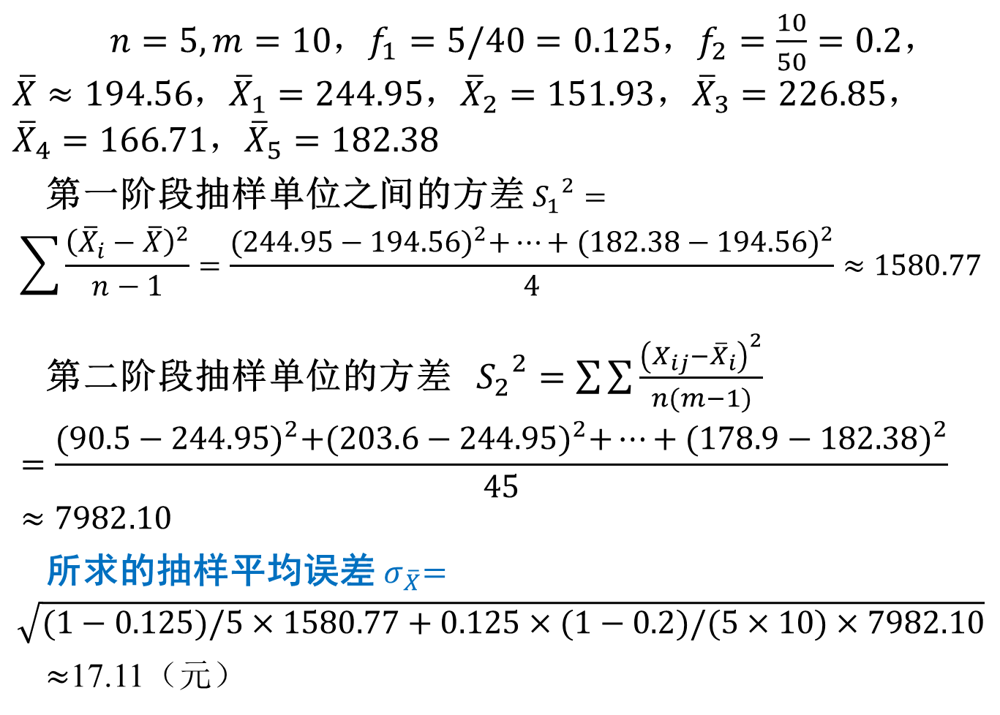 n = 5, m = 10，f₁ = 5/40 = 0.125，f₂ = 10/50 = 0.2，
X̄ ≈ 194.56，X̄₁ = 244.95，X̄₂ = 151.93，X̄₃ = 226.85，
X̄₄ = 166.71，X̄₅ = 182.38
第一阶段抽样单位之间的方差 S₁² =
∑ (X̄ᵢ − X̄)²/(n − 1) = ((244.95 − 194.56)²+ ⋯ + (182.38 − 194.56)²)/4 ≈ 1580.77
第二阶段抽样单位的方差 S₂² = ∑∑ (Xᵢⱼ−X̄ᵢ)²/n(m−1)
= ((90.5 − 244.95)²+(203.6 − 244.95)²+ ⋯ + (178.9 − 182.38)²)/45
≈ 7982.10
所求的抽样平均误差 σ_X̄=
√((1 − 0.125)/5 × 1580.77 + 0.125 × (1 − 0.2)/(5 × 10) × 7982.10)
≈17.11（元）